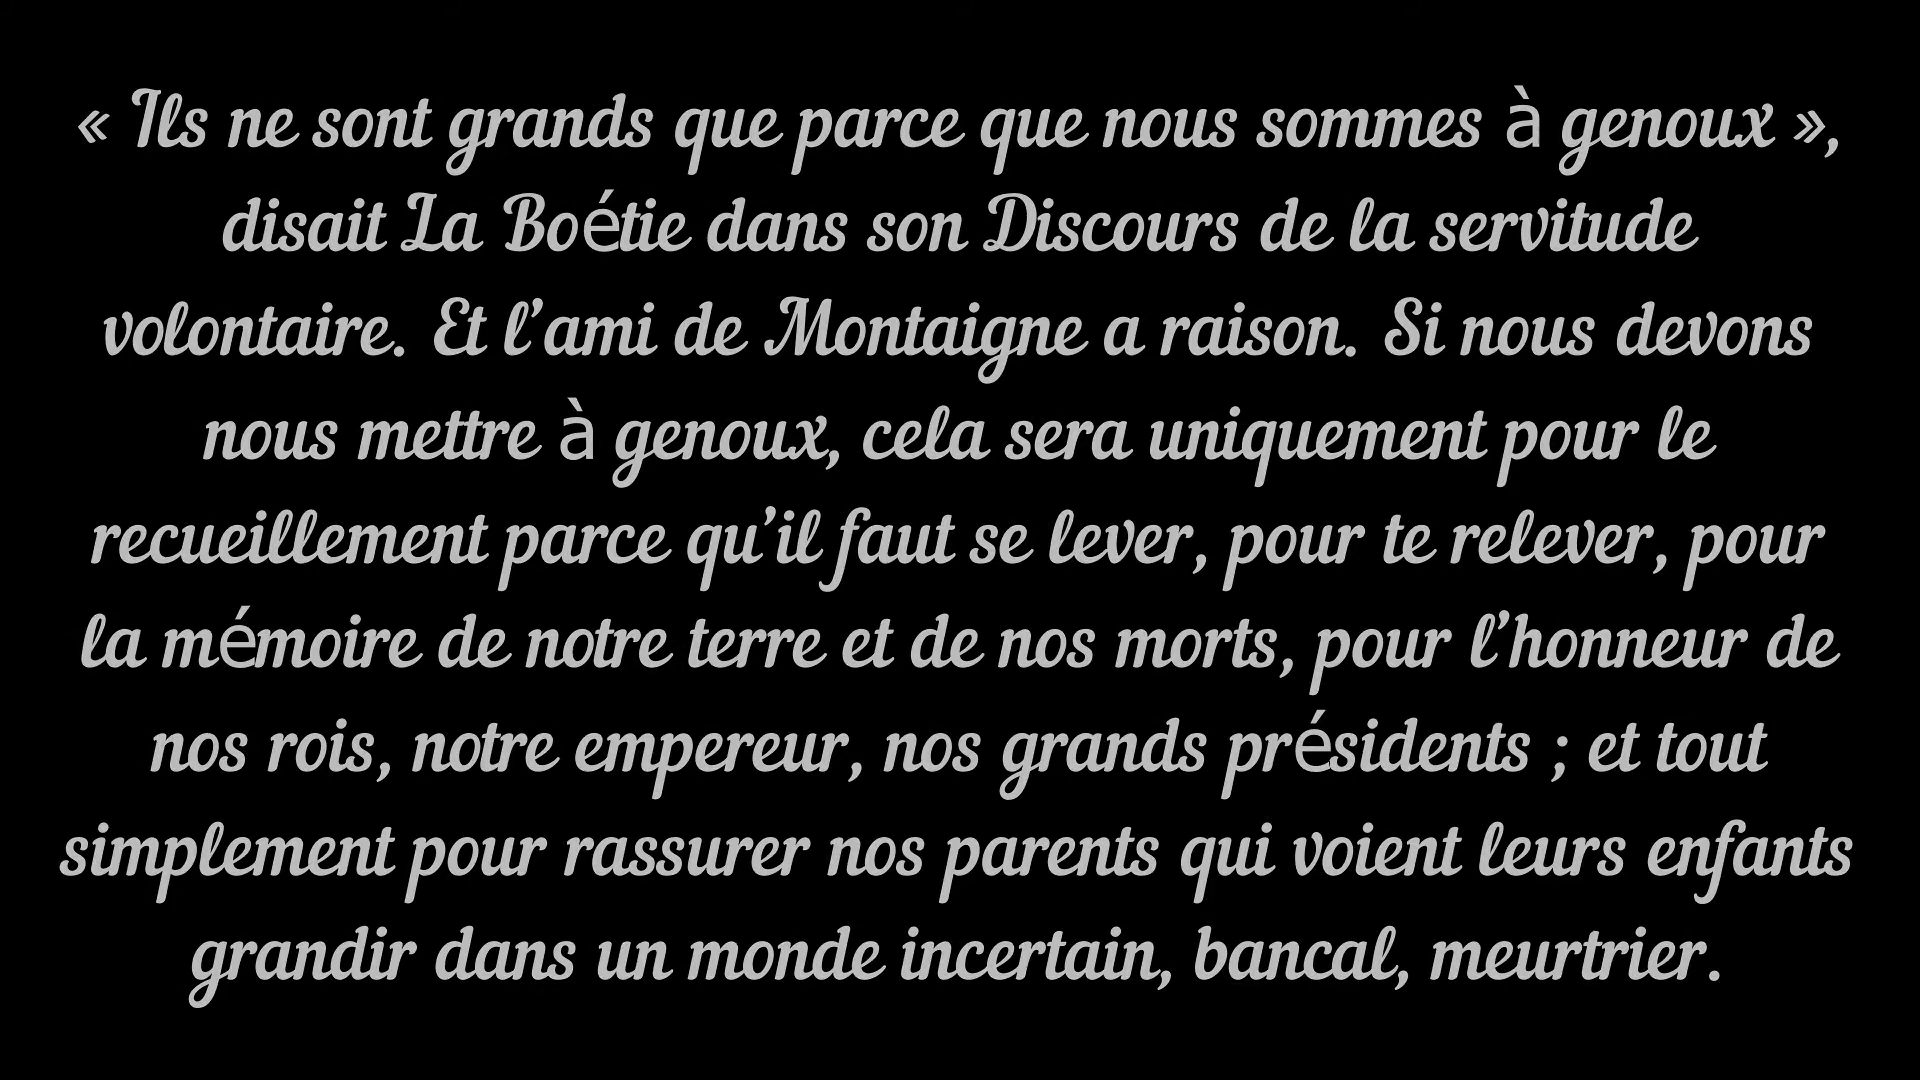 « Ils ne sont grands que parce que nous sommes à genoux »,
disait La Boétie dans son Discours de la servitude
volontaire. Et l’ami de Montaigne a raison. Si nous devons
nous mettre à genoux, cela sera uniquement pour le
recueillement parce qu’il faut se lever, pour te relever, pour
la mémoire de notre terre et de nos morts, pour l’honneur de
nos rois, notre empereur, nos grands présidents ; et tout
simplement pour rassurer nos parents qui voient leurs enfants
grandir dans un monde incertain, bancal, meurtrier.